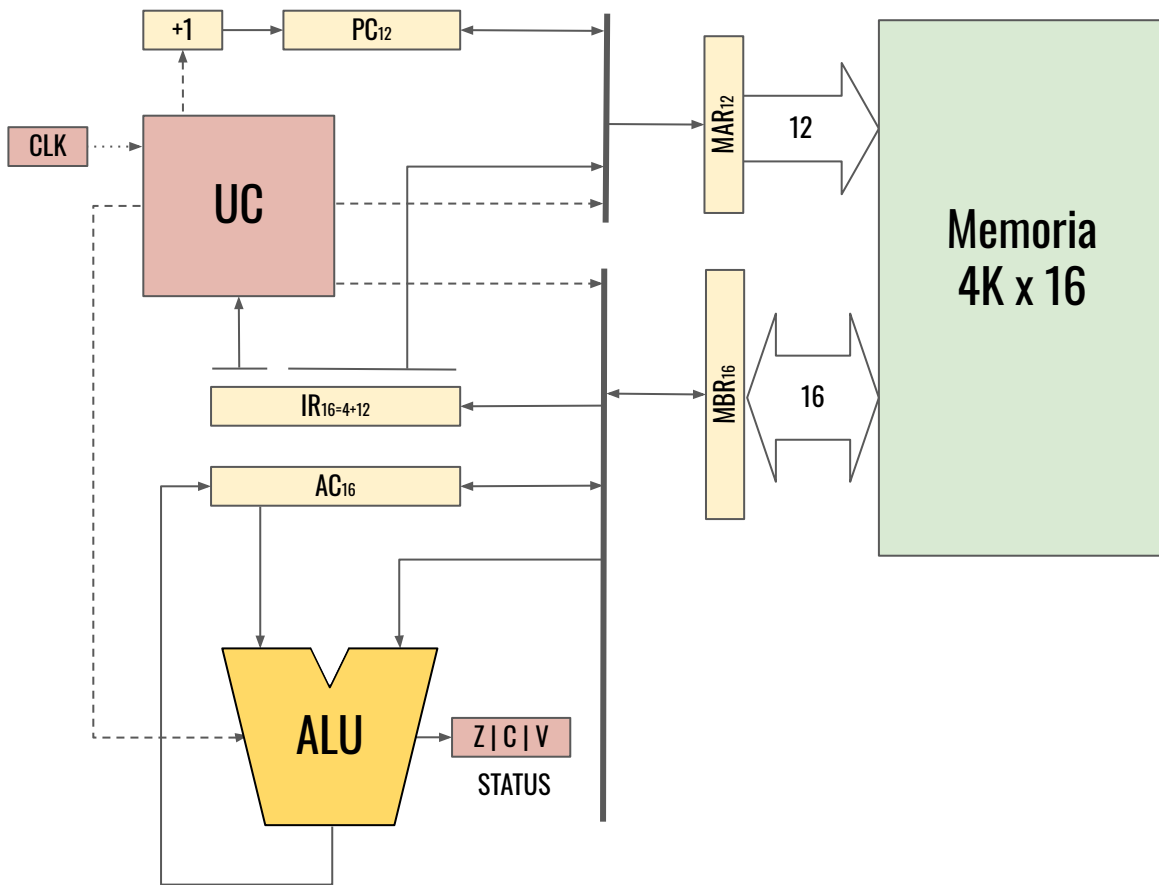 +1
PC12
CLK
UC
MAR12
12
Memoria
4K x 16
MBR16
16
IR16=4+12
AC16
ALU
Z | C | V
STATUS